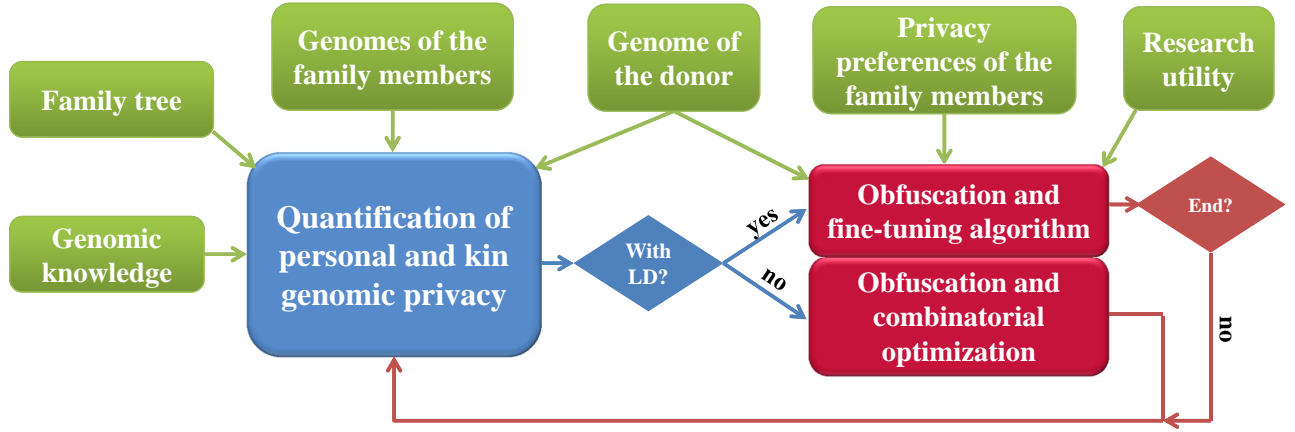 Family tree
Genomes of the
family members
Genome of
the donor
Privacy
preferences of the
family members
Research
utility
Genomic
knowledge
Quantification of
personal and kin
genomic privacy
With
LD?
yes
no
Obfuscation and
fine-tuning algorithm
Obfuscation and
combinatorial
optimization
End?
no